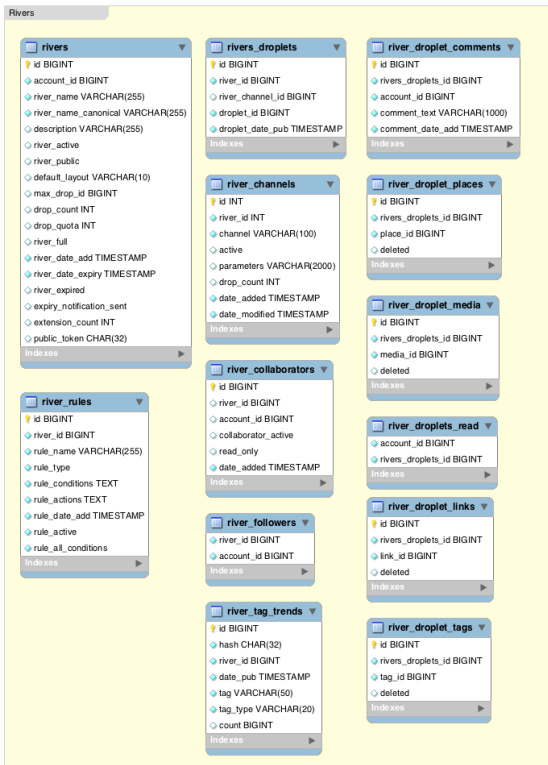 Rivers
rivers
id BIGINT
account_id BIGINT
river_name VARCHAR(255)
river_name_canonical VARCHAR(255)
description VARCHAR(255)
river_active
river_public
default_layout VARCHAR(10)
max_drop_id BIGINT
drop_count INT
drop_quota INT
river_full
river_date_add TIMESTAMP
river_date_expiry TIMESTAMP
river_expired
expiry_notification_sent
extension_count INT
public_token CHAR(32)
Indexes
river_rules
id BIGINT
river_id BIGINT
rule_name VARCHAR(255)
rule_type
rule_conditions TEXT
rule_actions TEXT
rule_date_add TIMESTAMP
rule_active
rule_all_conditions
Indexes
rivers_droplets
id BIGINT
river_id BIGINT
river_channel_id BIGINT
droplet_id BIGINT
droplet_date_pub TIMESTAMP
Indexes
river_channels
id INT
river_id INT
channel VARCHAR(100)
active
parameters VARCHAR(2000)
drop_count INT
date_added TIMESTAMP
date_modified TIMESTAMP
Indexes
river_collaborators
id BIGINT
river_id BIGINT
account_id BIGINT
collaborator_active
read_only
date_added TIMESTAMP
Indexes
river_followers
river_id BIGINT
account_id BIGINT
Indexes
river_tag_trends
id BIGINT
hash CHAR(32)
river_id BIGINT
date_pub TIMESTAMP
tag VARCHAR(50)
tag_type VARCHAR(20)
count BIGINT
Indexes
river_droplet_comments
id BIGINT
rivers_droplets_id BIGINT
account_id BIGINT
comment_text VARCHAR(1000)
comment_date_add TIMESTAMP
Indexes
river_droplet_places
id BIGINT
rivers_droplets_id BIGINT
place_id BIGINT
deleted
Indexes
river_droplet_media
id BIGINT
rivers_droplets_id BIGINT
media_id BIGINT
deleted
Indexes
river_droplets_read
account_id BIGINT
rivers_droplets_id BIGINT
Indexes
river_droplet_links
id BIGINT
rivers_droplets_id BIGINT
link_id BIGINT
deleted
Indexes
river_droplet_tags
id BIGINT
rivers_droplets_id BIGINT
tag_id BIGINT
deleted
Indexes